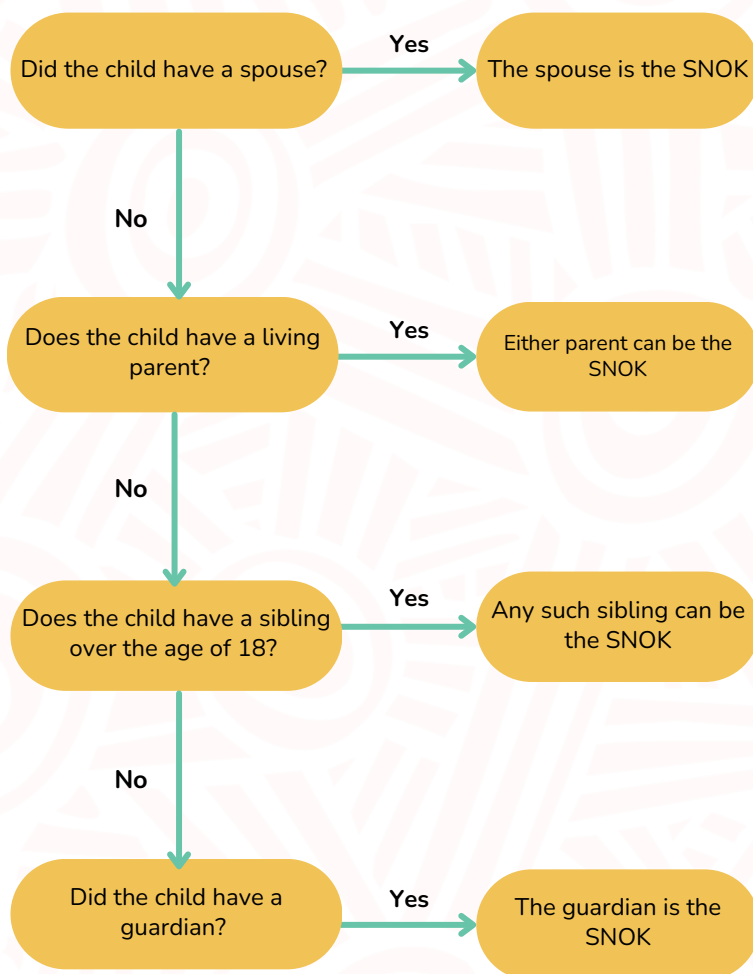 Did the child have a spouse?
Yes
The spouse is the SNOK
No
Does the child have a living
parent?
Yes
Either parent can be the
SNOK
No
Does the child have a sibling
over the age of 18?
Yes
Any such sibling can be
the SNOK
No
Did the child have a
guardian?
Yes
The guardian is the
SNOK